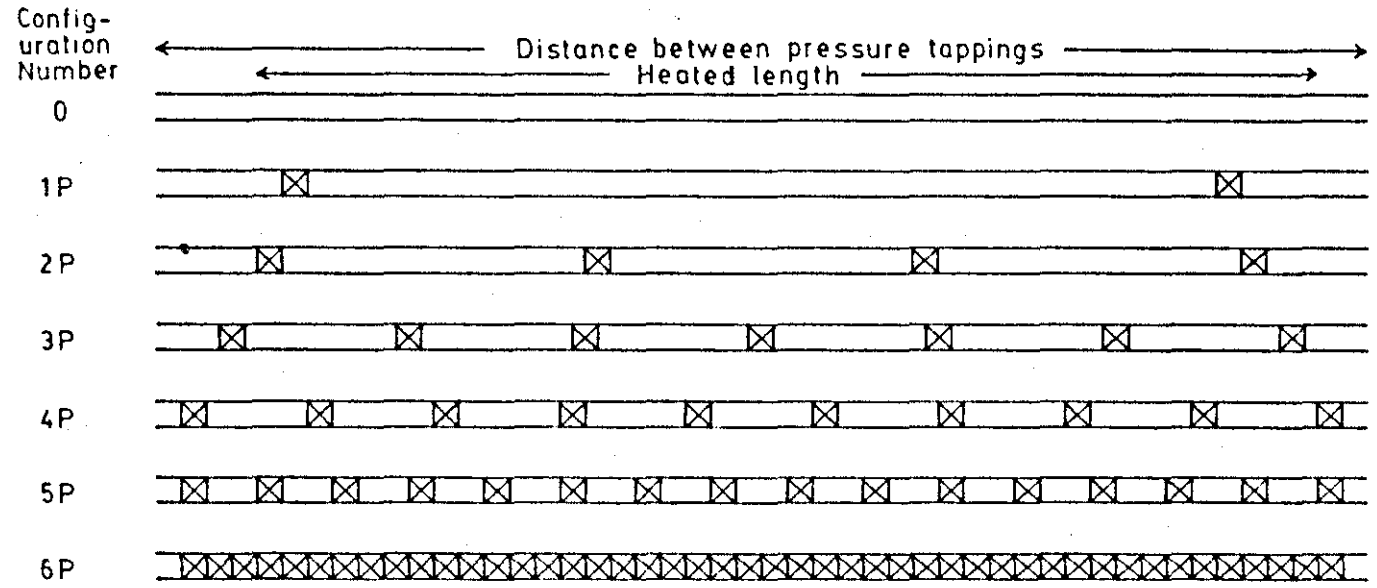 Config-
uration
Number
Distance between pressure tappings
Heated length
0
1P
2P
3P
4P
5P
6P